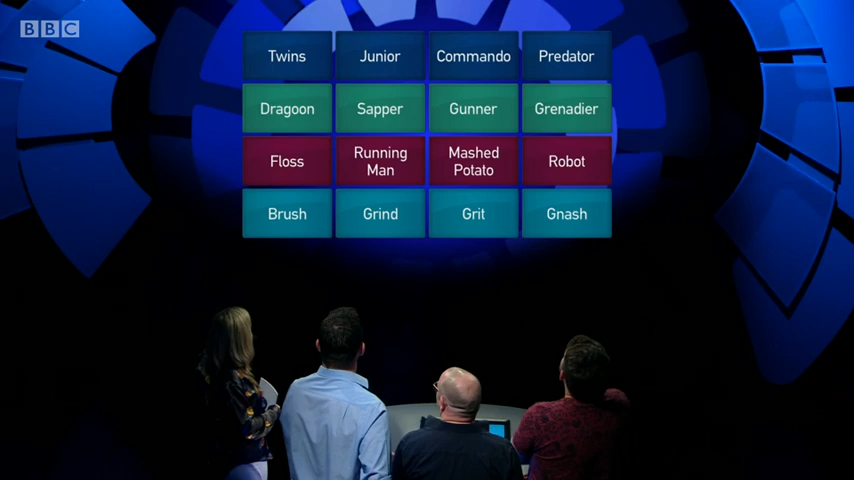 BBC
Twins
Junior
Commando
Predator
Dragoon
Sapper
Gunner
Grenadier
Floss
Running
Man
Mashed
Potato
Robot
Brush
Grind
Grit
Gnash